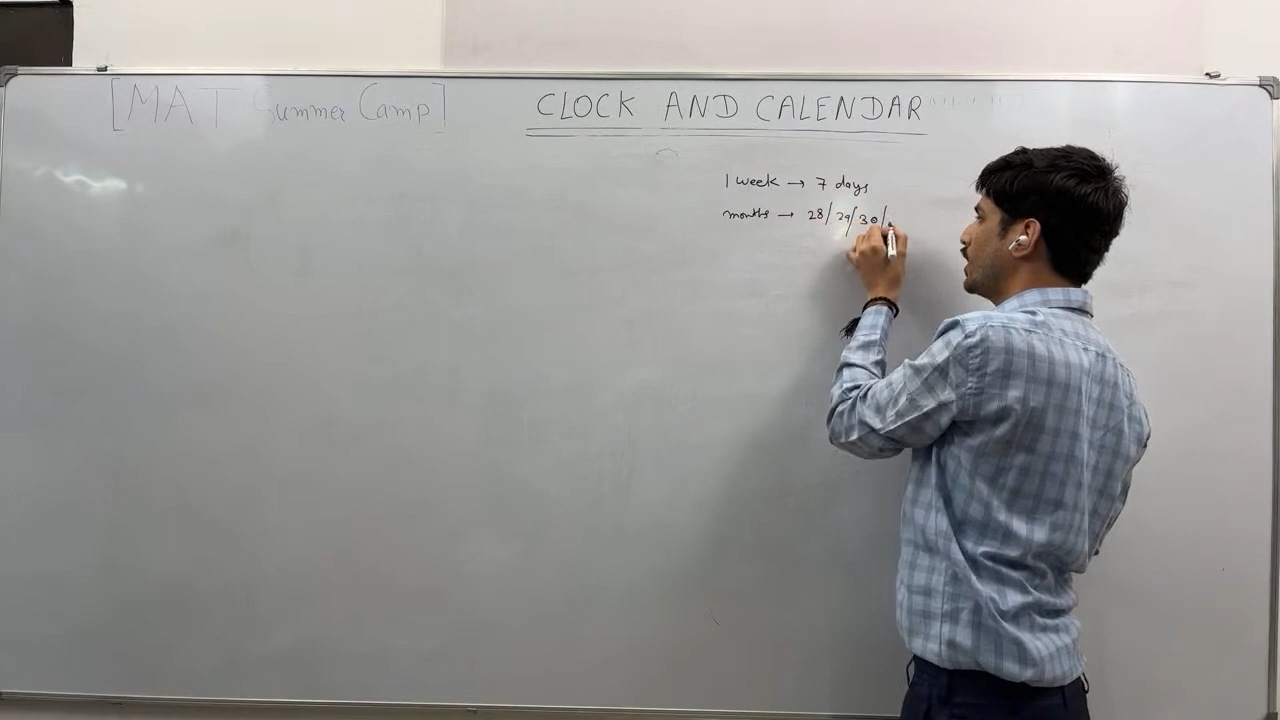 [MAT Summer Camp]
CLOCK AND CALENDAR
1 week → 7 days
months → 28/29/30/